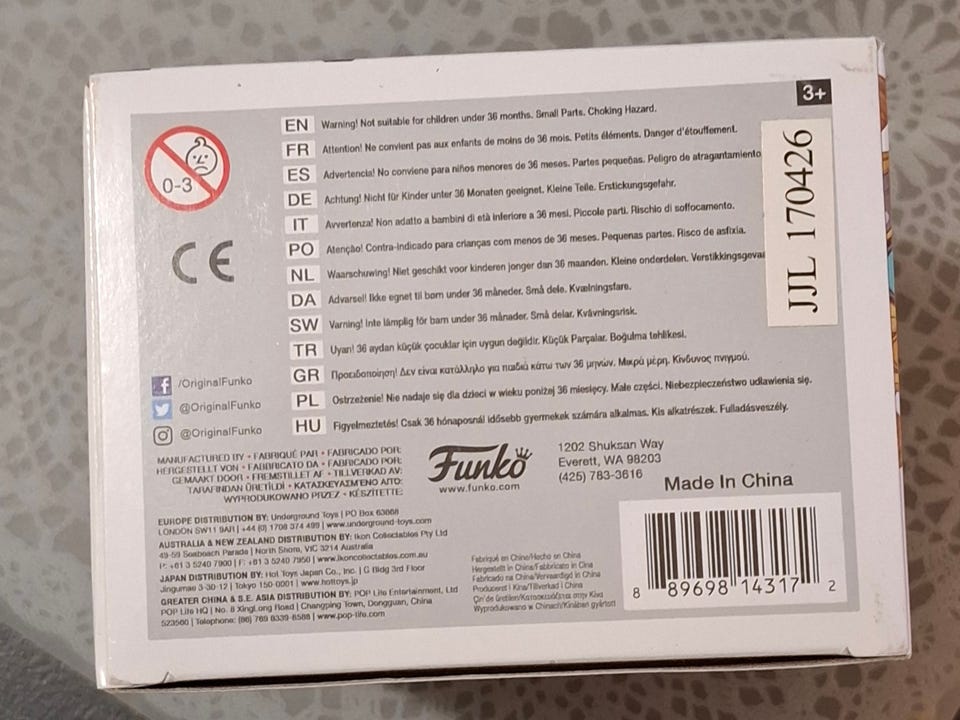 3+
0-3
CE
EN Warning! Not suitable for children under 36 months. Small Parts. Choking Hazard.
FR Attention! Ne convient pas aux enfants de moins de 36 mois. Petits éléments. Danger d'étouffement.
ES Advertencia! No conviene para niños menores de 36 meses. Partes pequeñas. Peligro de atragantamiento
DE Achtung! Nicht für Kinder unter 36 Monaten geeignet. Kleine Teile. Erstickungsgefahr.
IT Avvertenza! Non adatto a bambini di età inferiore a 36 mesi. Piccole parti. Rischio di soffocamento.
PO Atenção! Contra-indicado para crianças com menos de 36 meses. Pequenas partes. Risco de asfixia.
NL Waarschuwing! Niet geschikt voor kinderen jonger dan 36 maanden. Kleine onderdelen. Verstikkingsgevaar
DA Advarsel! Ikke egnet til børn under 36 måneder. Små dele. Kvælningsfare.
SW Varning! Inte lämplig för barn under 36 månader. Små delar. Kvävningsrisk.
TR Uyarı! 36 aydan küçük çocuklar için uygun değildir. Küçük Parçalar. Boğulma tehlikesi.
GR Προειδοποίηση! Δεν είναι κατάλληλο για παιδιά κάτω των 36 μηνών. Μικρά μέρη. Κίνδυνος πνιγμού.
PL Ostrzeżenie! Nie nadaje się dla dzieci w wieku poniżej 36 miesięcy. Małe części. Niebezpieczeństwo udławienia się.
HU Figyelmeztetés! Csak 36 hónaposnál idősebb gyermekek számára alkalmas. Kis alkatrészek. Fulladásveszély.
JJL 170426
/OriginalFunko
@OriginalFunko
@OriginalFunko
MANUFACTURED BY • FABRIQUÉ PAR • FABRICADO POR:
HERGESTELLT VON • FABBRICATO DA • FABRICADO POR:
GEMAAKT DOOR • FREMSTILLET AF • TILLVERKAD AV:
TARAFINDAN ÜRETİLDİ • ΚΑΤΑΣΚΕΥΑΣΜΕΝΟ ΑΠΟ:
WYPRODUKOWANO PRZEZ • KÉSZÍTETTE:
Funko
www.funko.com
1202 Shuksan Way
Everett, WA 98203
(425) 783-3616
Made In China
EUROPE DISTRIBUTION BY: Underground Toys | PO Box 63068
LONDON SW11 9AR | +44 (0) 1708 374 499 | www.underground-toys.com
AUSTRALIA & NEW ZEALAND DISTRIBUTION BY: Ikon Collectables Pty Ltd
49-59 Seabeach Parade | North Shore, VIC 3214 Australia
P: +61 3 5240 7900 | F: +61 3 5240 7950 | www.ikoncollectables.com.au
JAPAN DISTRIBUTION BY: Hot Toys Japan Co., Inc. | G Bldg 3rd Floor
Jingumae 3-30-12 | Tokyo 150-0001 | www.hottoys.jp
GREATER CHINA & S.E. ASIA DISTRIBUTION BY: POP Life Entertainment, Ltd
POP Life HQ | No. 8 XingLong Road | Changping Town, Dongguan, China
523560 | Telephone: (86) 769 8339-8588 | www.pop-life.com
Fabriqué en Chine/Hecho en China
Hergestellt in China/Fabbricato in Cina
Fabricado na China/Vervaardigd in China
Produceret i Kina/Tillverkad i China
Çin'de üretilen/Κατασκευάζεται στην Κίνα
Wyprodukowano w Chinach/Kínában gyártott
8 89698 14317 2